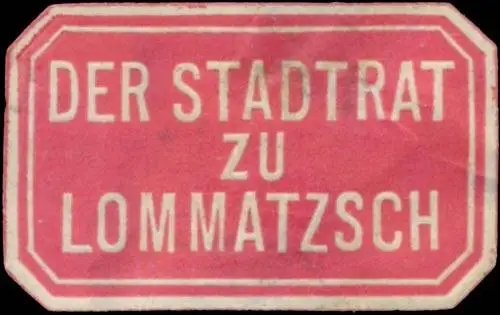 DER STADTRAT
ZU
LOMMATZSCH